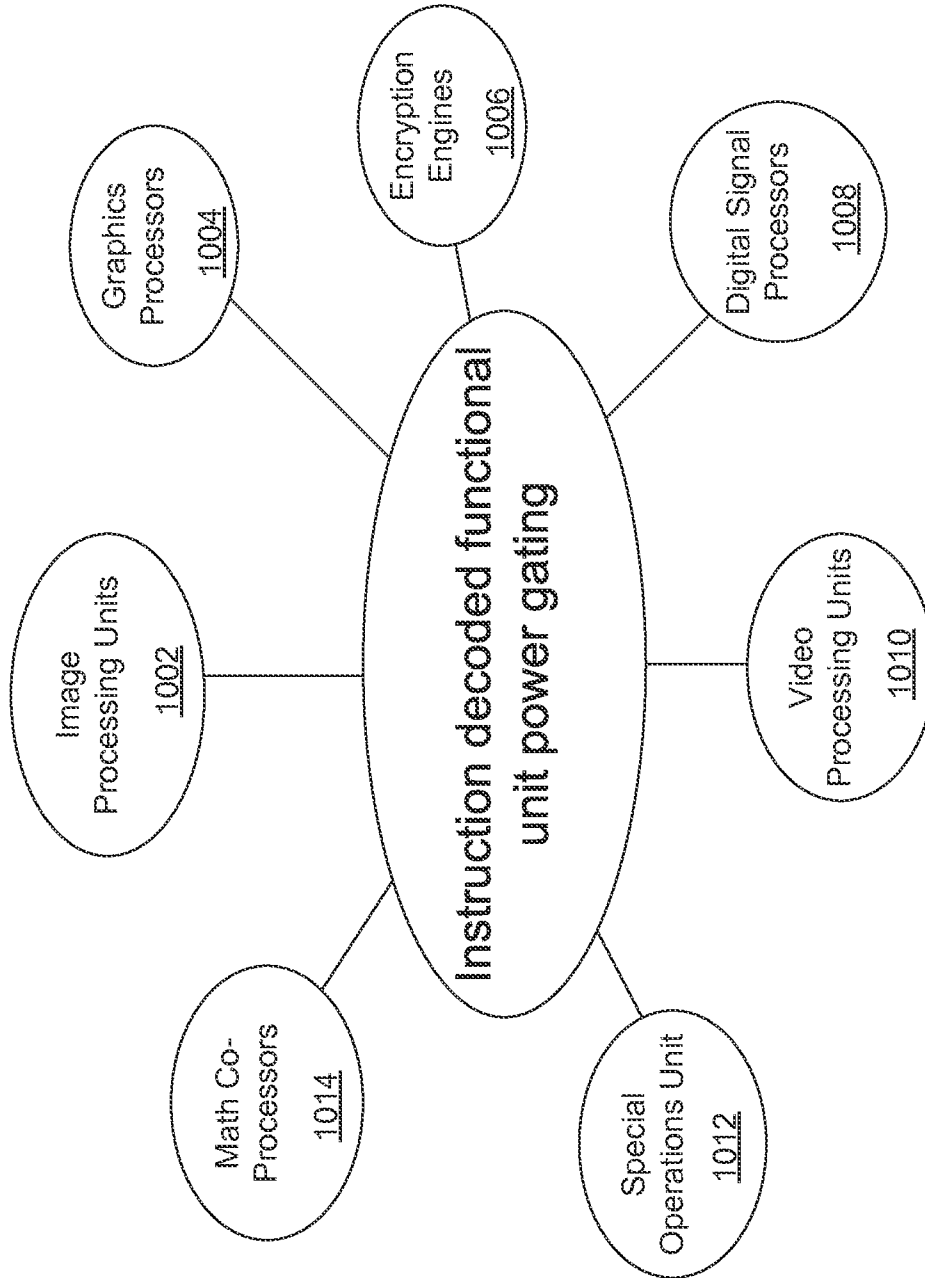 Image
Processing Units
1002
Graphics
Processors
1004
Encryption
Engines
1006
Digital Signal
Processors
1008
Video
Processing Units
1010
Special
Operations Unit
1012
Math Co-
Processors
1014
Instruction decoded functional
unit power gating